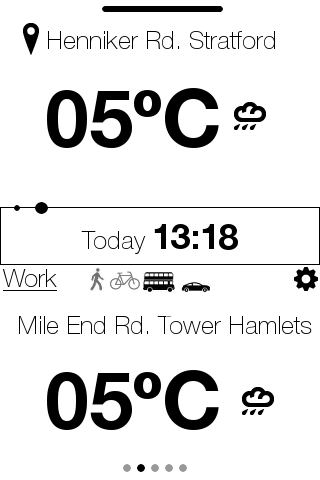 Henniker Rd. Stratford
05ºC
Today 13:18
Work
Mile End Rd. Tower Hamlets
05ºC